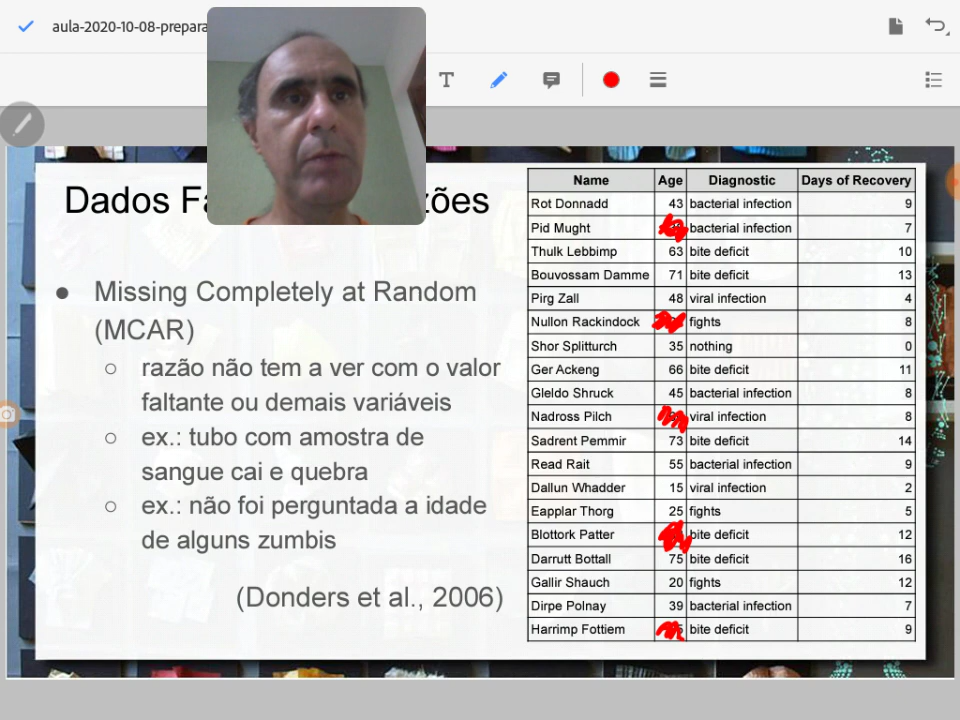 aula-2020-10-08-prepara
T
Dados
zões
● Missing Completely at Random
(MCAR)
○ razão não tem a ver com o valor
faltante ou demais variáveis
○ ex.: tubo com amostra de
sangue cai e quebra
○ ex.: não foi perguntada a idade
de alguns zumbis
(Donders et al., 2006)
Name Age Diagnostic Days of Recovery
Rot Donnadd 43 bacterial infection 9
Pid Mught bacterial infection 7
Thulk Lebbimp 63 bite deficit 10
Bouvossam Damme 71 bite deficit 13
Pirg Zall 48 viral infection 4
Nullon Rackindock fights 8
Shor Splitturch 35 nothing 0
Ger Ackeng 66 bite deficit 11
Gleldo Shruck 45 bacterial infection 8
Nadross Pilch viral infection 8
Sadrent Pemmir 73 bite deficit 14
Read Rait 55 bacterial infection 9
Dallun Whadder 15 viral infection 2
Eapplar Thorg 25 fights 5
Blottork Patter bite deficit 12
Darrutt Bottall 75 bite deficit 16
Gallir Shauch 20 fights 12
Dirpe Polnay 39 bacterial infection 7
Harrimp Fottiem bite deficit 9